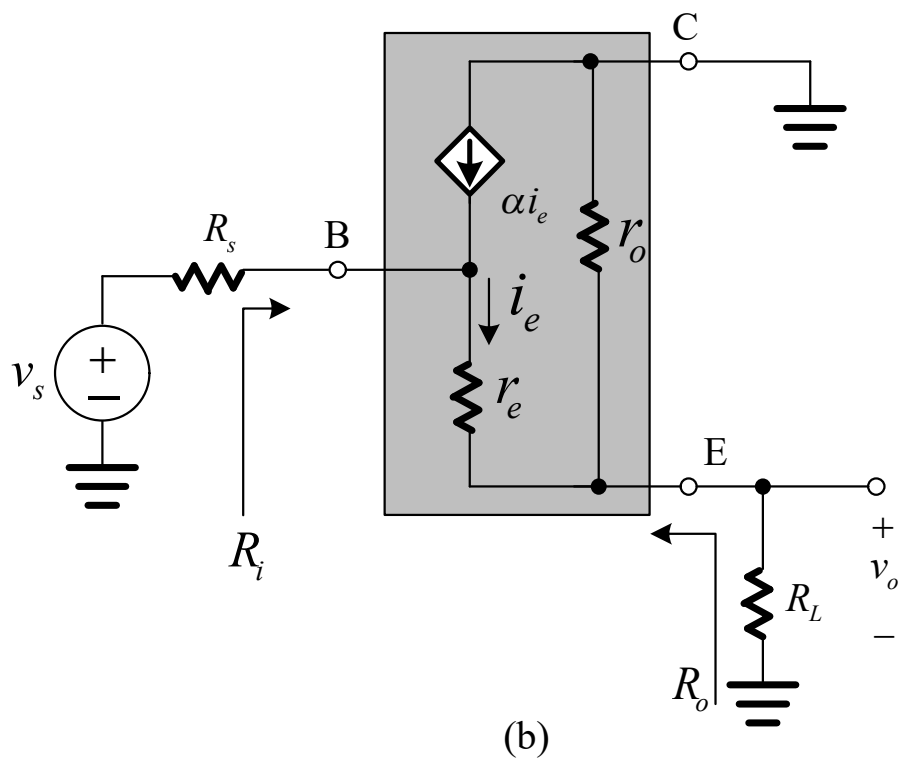 C
αi_e
R_s
B
r_o
i_e
+
v_s
−
r_e
E
R_i
+
v_o
R_L
−
R_o
(b)